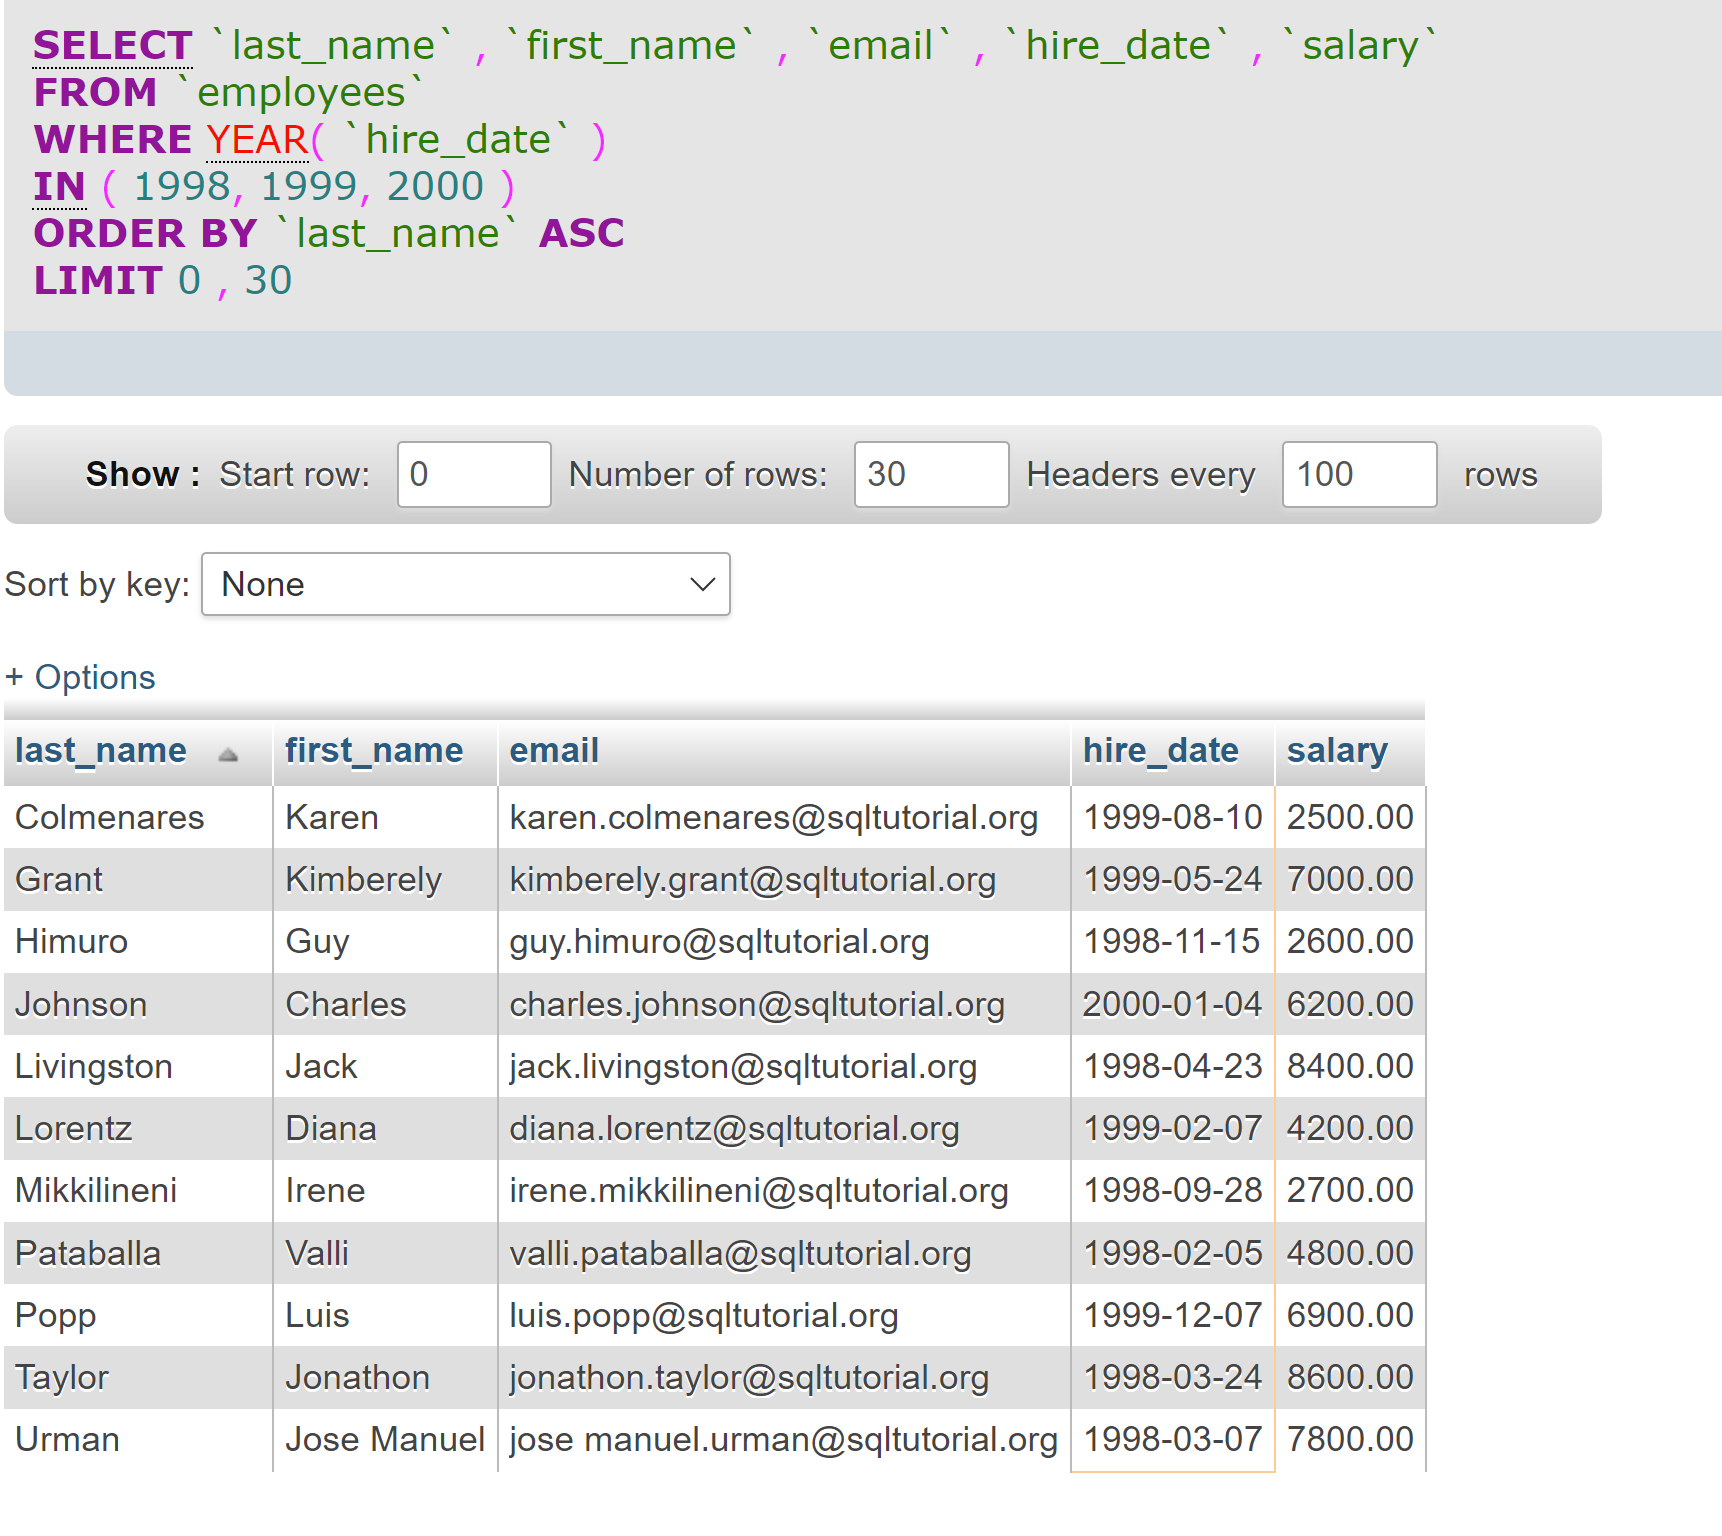 SELECT `last_name` , `first_name` , `email` , `hire_date` , `salary`
FROM `employees`
WHERE YEAR( `hire_date` )
IN ( 1998, 1999, 2000 )
ORDER BY `last_name` ASC
LIMIT 0 , 30
Show : Start row: 0 Number of rows: 30 Headers every 100 rows
Sort by key: None
+ Options
last_name first_name email hire_date salary
Colmenares Karen karen.colmenares@sqltutorial.org 1999-08-10 2500.00
Grant Kimberely kimberely.grant@sqltutorial.org 1999-05-24 7000.00
Himuro Guy guy.himuro@sqltutorial.org 1998-11-15 2600.00
Johnson Charles charles.johnson@sqltutorial.org 2000-01-04 6200.00
Livingston Jack jack.livingston@sqltutorial.org 1998-04-23 8400.00
Lorentz Diana diana.lorentz@sqltutorial.org 1999-02-07 4200.00
Mikkilineni Irene irene.mikkilineni@sqltutorial.org 1998-09-28 2700.00
Pataballa Valli valli.pataballa@sqltutorial.org 1998-02-05 4800.00
Popp Luis luis.popp@sqltutorial.org 1999-12-07 6900.00
Taylor Jonathon jonathon.taylor@sqltutorial.org 1998-03-24 8600.00
Urman Jose Manuel jose manuel.urman@sqltutorial.org 1998-03-07 7800.00